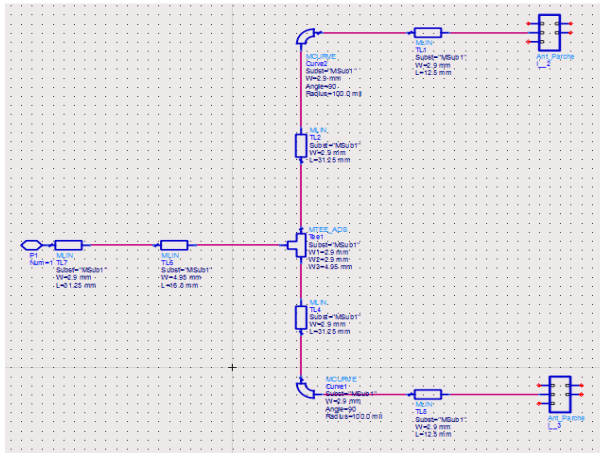 MLIN
TL1
Subst="MSub1"
W=2.9 mm
L=12.5 mm
Ant_Parche
I__2
MCURVE
Curve2
Subst="MSub1"
W=2.9 mm
Angle=90
Radius=100.0 mil
MLIN
TL2
Subst="MSub1"
W=2.9 mm
L=31.25 mm
MTEE_ADS
Tee1
Subst="MSub1"
W1=2.9 mm
W2=2.9 mm
W3=4.95 mm
P1
Num=1
MLIN
TL7
Subst="MSub1"
W=2.9 mm
L=31.25 mm
MLIN
TL6
Subst="MSub1"
W=4.95 mm
L=16.8 mm
MLIN
TL4
Subst="MSub1"
W=2.9 mm
L=31.25 mm
MCURVE
Curve1
Subst="MSub1"
W=2.9 mm
Angle=90
Radius=100.0 mil
MLIN
Subst="MSub1"
W=2.9 mm
L=12.5 mm
Ant_Parche
I__3